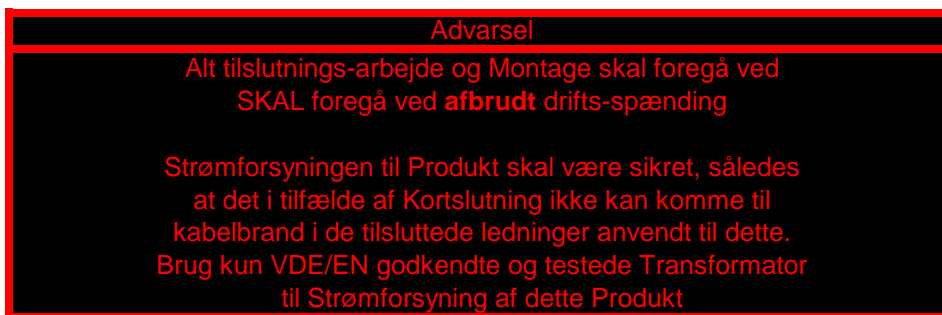 Advarsel
Alt tilslutnings-arbejde og Montage skal foregå ved
SKAL foregå ved afbrudt drifts-spænding
Strømforsyningen til Produkt skal være sikret, således
at det i tilfælde af Kortslutning ikke kan komme til
kabelbrand i de tilsluttede ledninger anvendt til dette.
Brug kun VDE/EN godkendte og testede Transformator
til Strømforsyning af dette Produkt